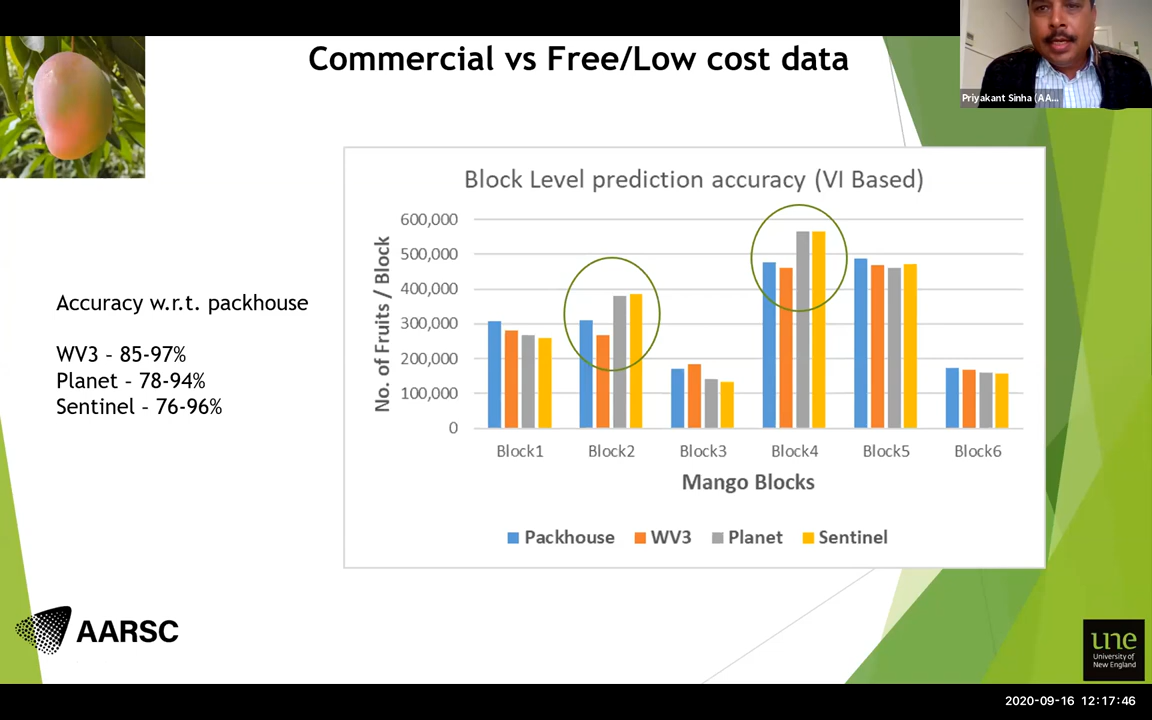 Commercial vs Free/Low cost data
Priyakant Sinha (AA...
Accuracy w.r.t. packhouse
WV3 - 85-97%
Planet - 78-94%
Sentinel - 76-96%
Block Level prediction accuracy (VI Based)
No. of Fruits / Block
600,000
500,000
400,000
300,000
200,000
100,000
0
Block1 Block2 Block3 Block4 Block5 Block6
Mango Blocks
Packhouse WV3 Planet Sentinel
AARSC
une
University of
New England
2020-09-16 12:17:46